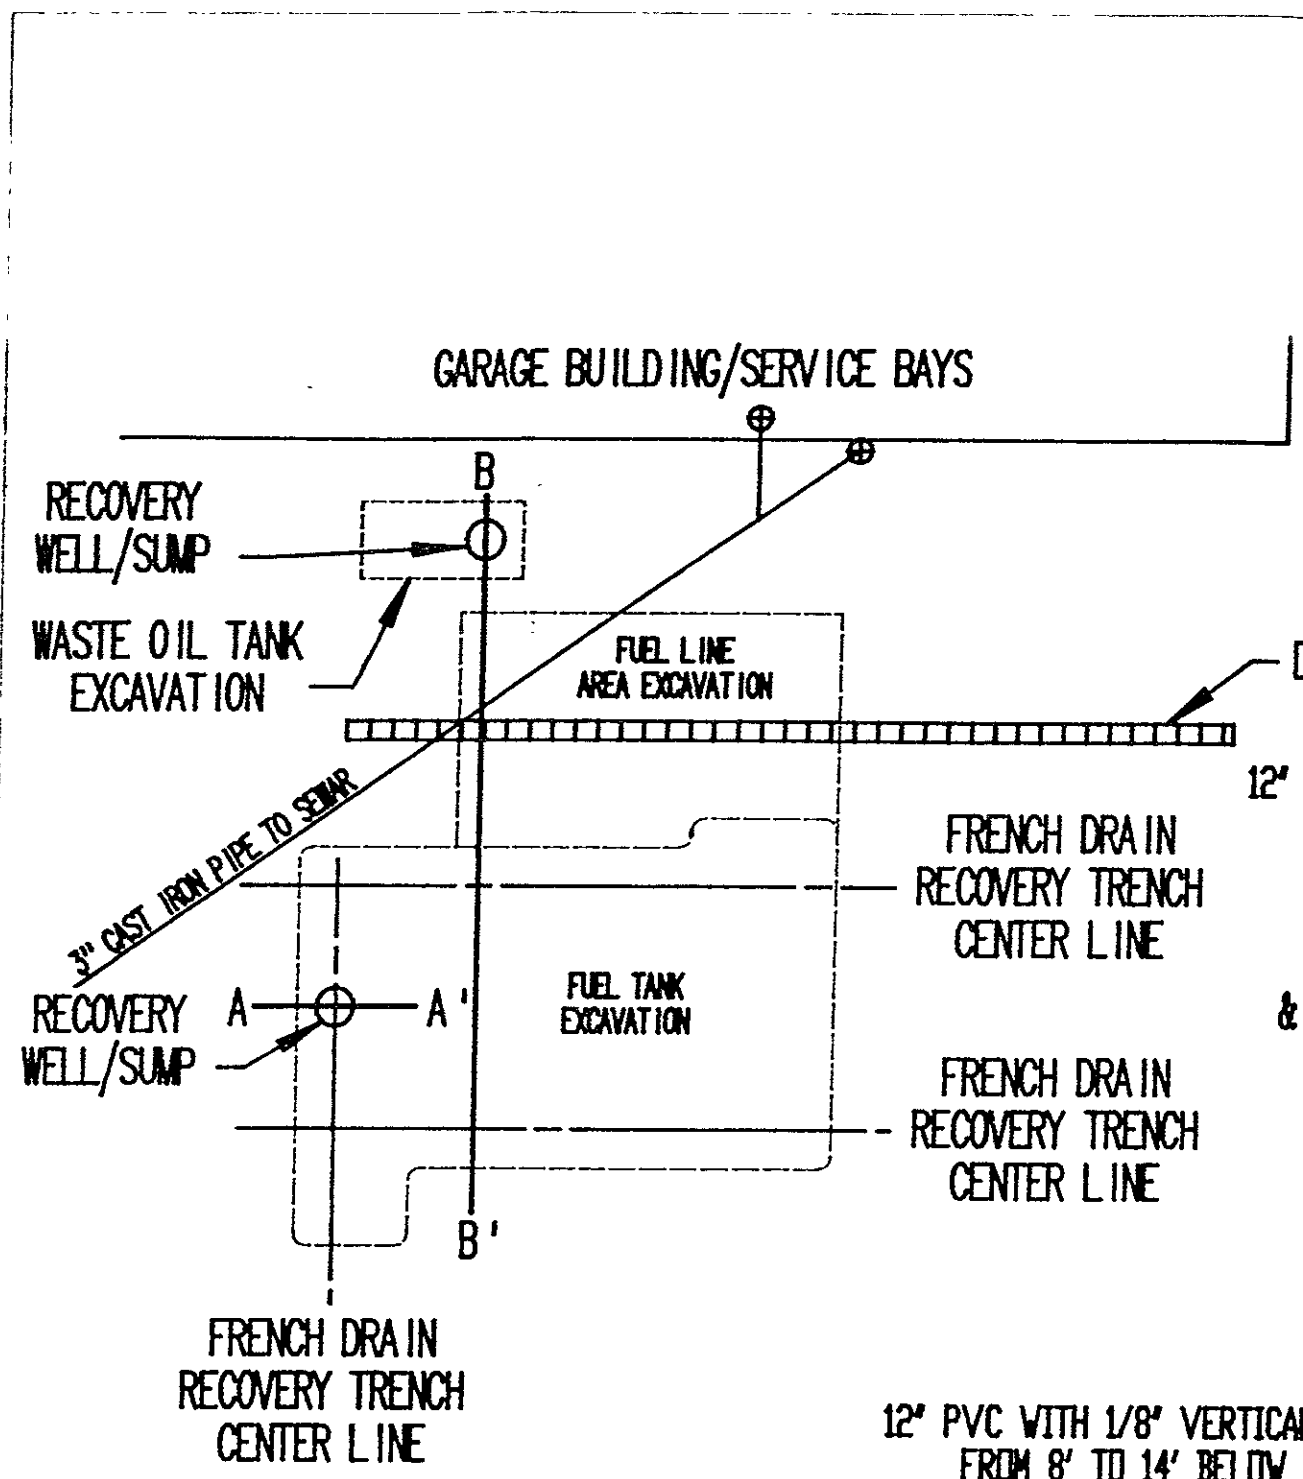 GARAGE BUILDING/SERVICE BAYS
B
RECOVERY
WELL/SUMP
WASTE OIL TANK
EXCAVATION
FUEL LINE
AREA EXCAVATION
12"
3" CAST IRON PIPE TO SEWAR
FRENCH DRAIN
RECOVERY TRENCH
CENTER LINE
RECOVERY
WELL/SUMP
A
A'
FUEL TANK
EXCAVATION
&
FRENCH DRAIN
RECOVERY TRENCH
CENTER LINE
B'
FRENCH DRAIN
RECOVERY TRENCH
CENTER LINE
12" PVC WITH 1/8" VERTICAL
FROM 8' TO 14' BELOW